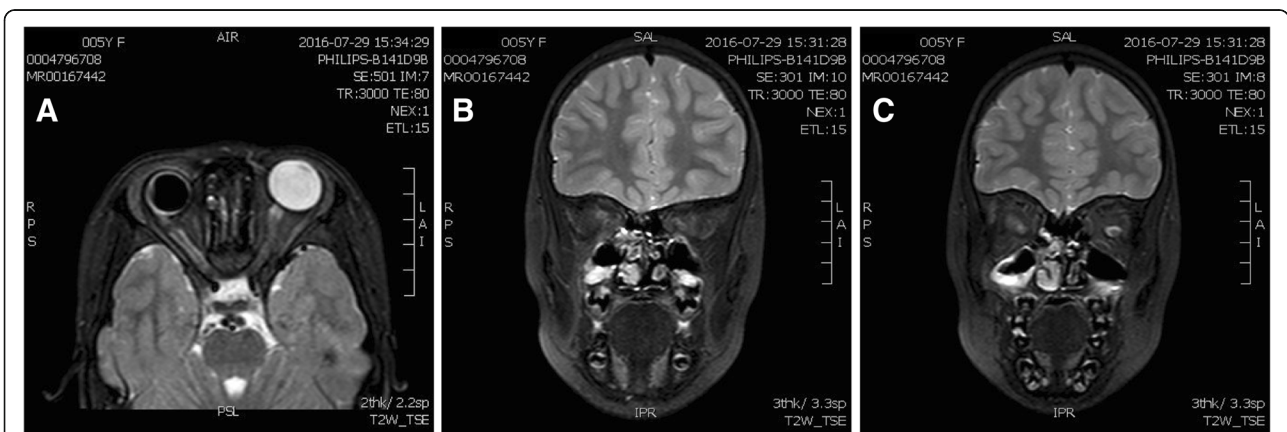 A
005Y F
0004796708
MR00167442
AIR
2016-07-29 15:34:29
PHILIPS-B141D9B
SE:501 IM:7
TR:3000 TE:80
NEX:1
ETL:15
R
P
S
L
A
I
PSL
2thk/ 2.2sp
T2W_TSE
B
005Y F
0004796708
MR00167442
SAL
2016-07-29 15:31:28
PHILIPS-B141D9B
SE:301 IM:10
TR:3000 TE:80
NEX:1
ETL:15
R
P
S
L
A
I
IPR
3thk/ 3.3sp
T2W_TSE
C
005Y F
0004796708
MR00167442
SAL
2016-07-29 15:31:28
PHILIPS-B141D9B
SE:301 IM:8
TR:3000 TE:80
NEX:1
ETL:15
R
P
S
L
A
I
IPR
3thk/ 3.3sp
T2W_TSE